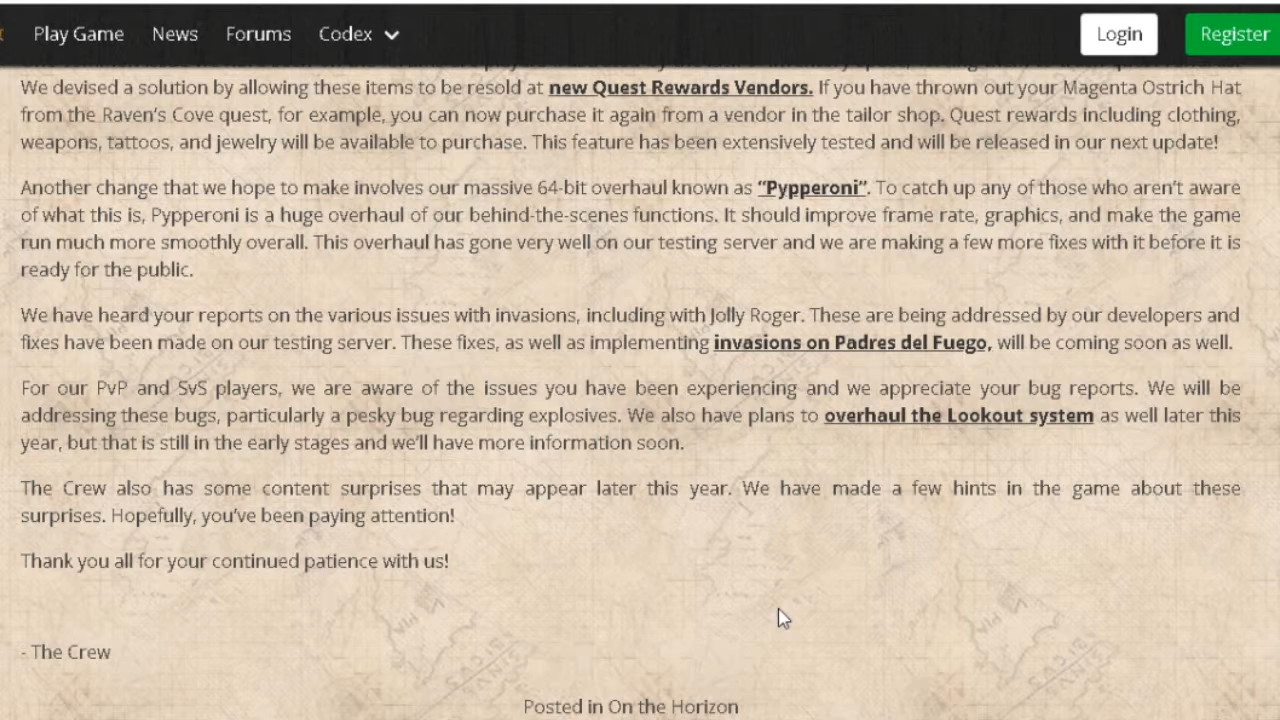 Play Game News Forums Codex Login Register
We devised a solution by allowing these items to be resold at new Quest Rewards Vendors. If you have thrown out your Magenta Ostrich Hat
from the Raven's Cove quest, for example, you can now purchase it again from a vendor in the tailor shop. Quest rewards including clothing,
weapons, tattoos, and jewelry will be available to purchase. This feature has been extensively tested and will be released in our next update!
Another change that we hope to make involves our massive 64-bit overhaul known as “Pypperoni”. To catch up any of those who aren't aware
of what this is, Pypperoni is a huge overhaul of our behind-the-scenes functions. It should improve frame rate, graphics, and make the game
run much more smoothly overall. This overhaul has gone very well on our testing server and we are making a few more fixes with it before it is
ready for the public.
We have heard your reports on the various issues with invasions, including with Jolly Roger. These are being addressed by our developers and
fixes have been made on our testing server. These fixes, as well as implementing invasions on Padres del Fuego, will be coming soon as well.
For our PvP and SvS players, we are aware of the issues you have been experiencing and we appreciate your bug reports. We will be
addressing these bugs, particularly a pesky bug regarding explosives. We also have plans to overhaul the Lookout system as well later this
year, but that is still in the early stages and we'll have more information soon.
The Crew also has some content surprises that may appear later this year. We have made a few hints in the game about these
surprises. Hopefully, you've been paying attention!
Thank you all for your continued patience with us!
- The Crew
Posted in On the Horizon